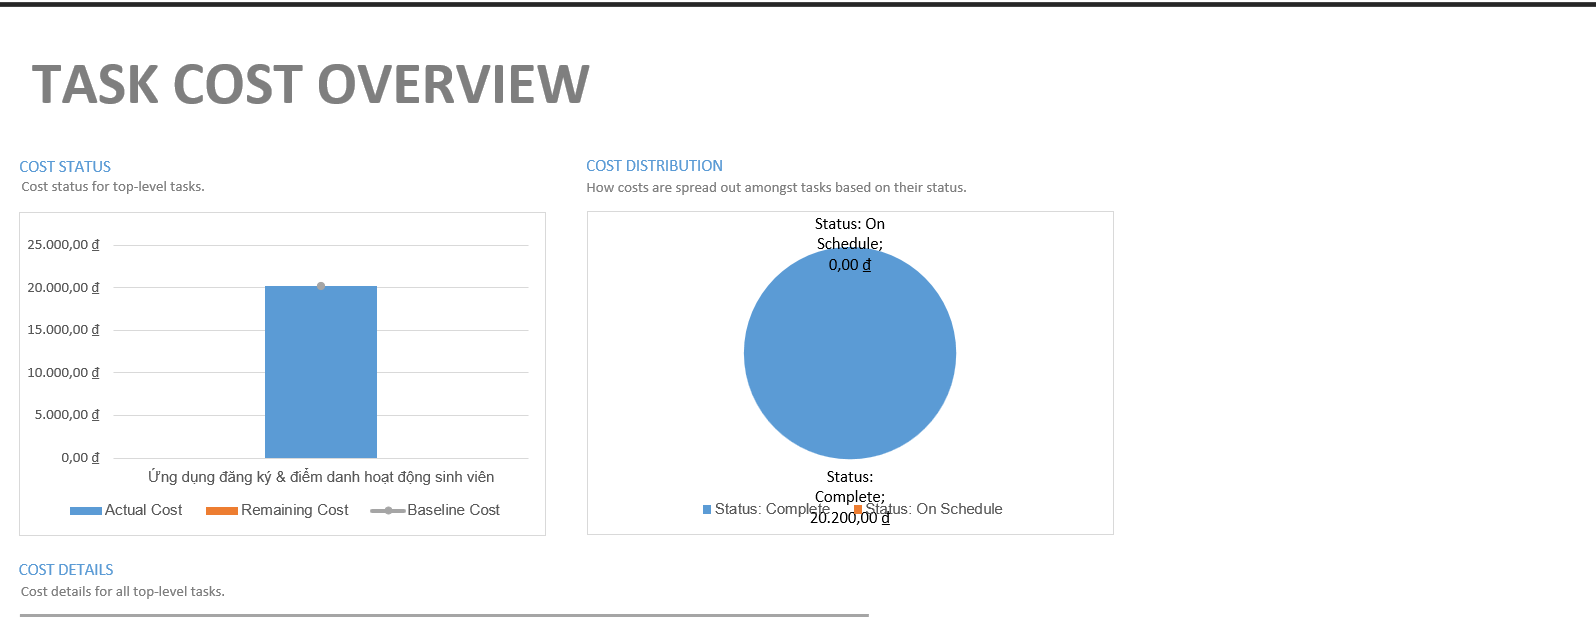 TASK COST OVERVIEW
COST STATUS
Cost status for top-level tasks.
25.000,00 ₫
20.000,00 ₫
15.000,00 ₫
10.000,00 ₫
5.000,00 ₫
0,00 ₫
Ứng dụng đăng ký & điểm danh hoạt động sinh viên
Actual Cost
Remaining Cost
Baseline Cost
COST DISTRIBUTION
How costs are spread out amongst tasks based on their status.
Status: On
Schedule;
0,00 ₫
Status:
Complete;
20.200,00 ₫
Status: Complete
Status: On Schedule
COST DETAILS
Cost details for all top-level tasks.